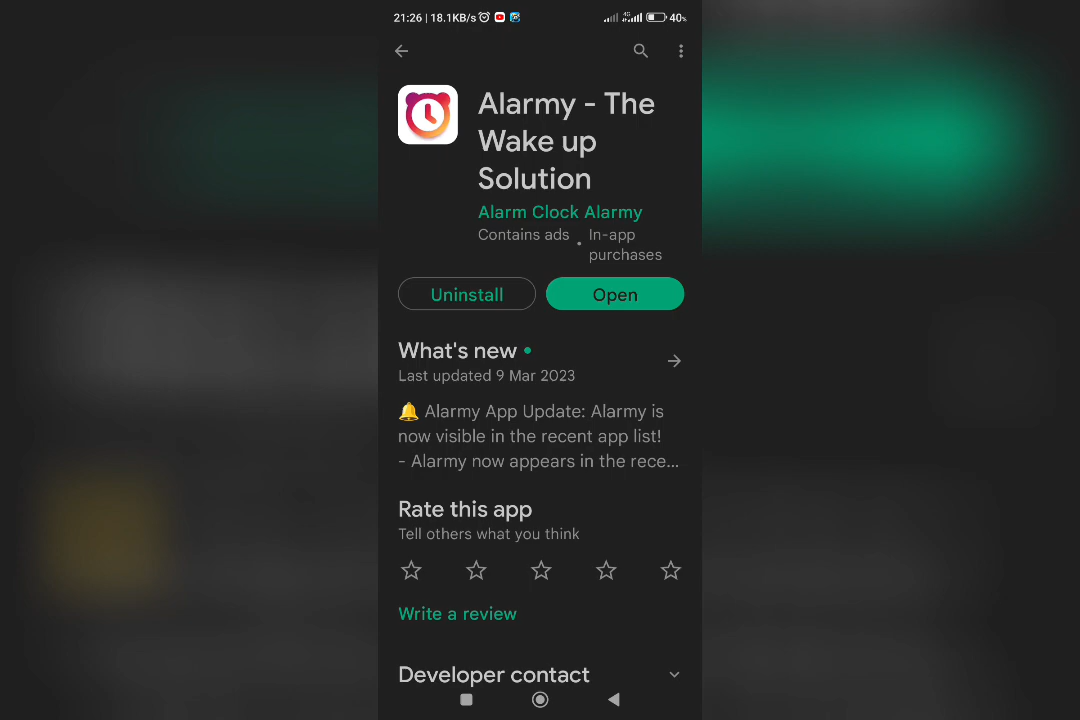 21:26 | 18.1KB/s 4G 40%
Alarmy - The
Wake up
Solution
Alarm Clock Alarmy
Contains ads • In-app
purchases
Uninstall Open
What's new •
Last updated 9 Mar 2023
🔔 Alarmy App Update: Alarmy is
now visible in the recent app list!
- Alarmy now appears in the rece...
Rate this app
Tell others what you think
Write a review
Developer contact